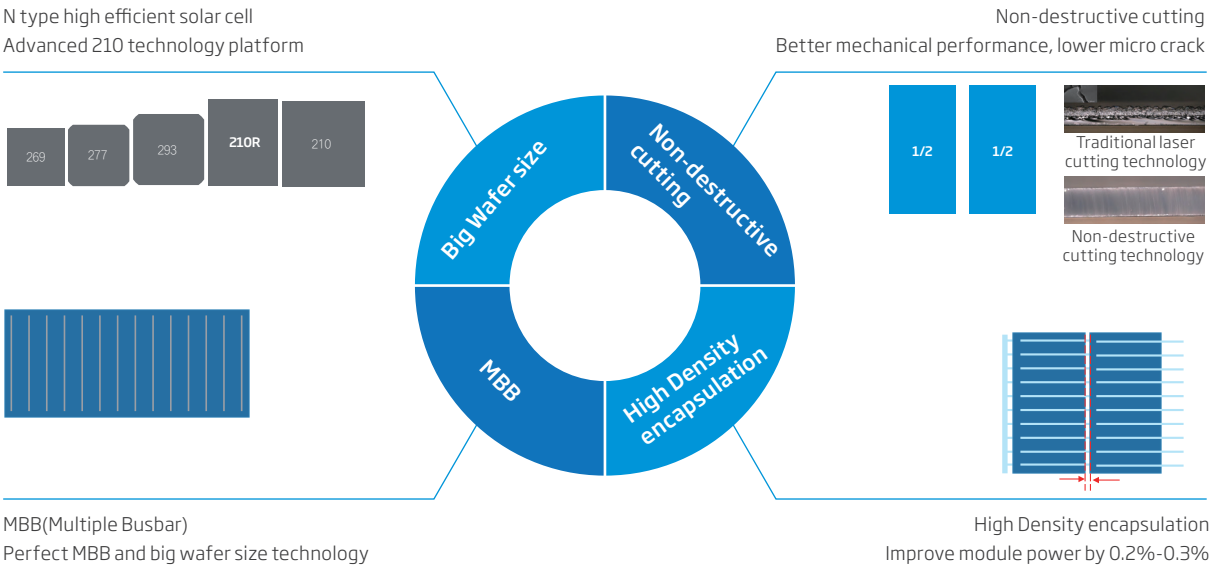 N type high efficient solar cell
Advanced 210 technology platform
Non-destructive cutting
Better mechanical performance, lower micro crack
269
277
293
210R
210
1/2
1/2
Traditional laser
cutting technology
Non-destructive
cutting technology
Big Wafer size
Non-destructive
cutting
MBB
High Density
encapsulation
MBB(Multiple Busbar)
Perfect MBB and big wafer size technology
High Density encapsulation
Improve module power by 0.2%-0.3%